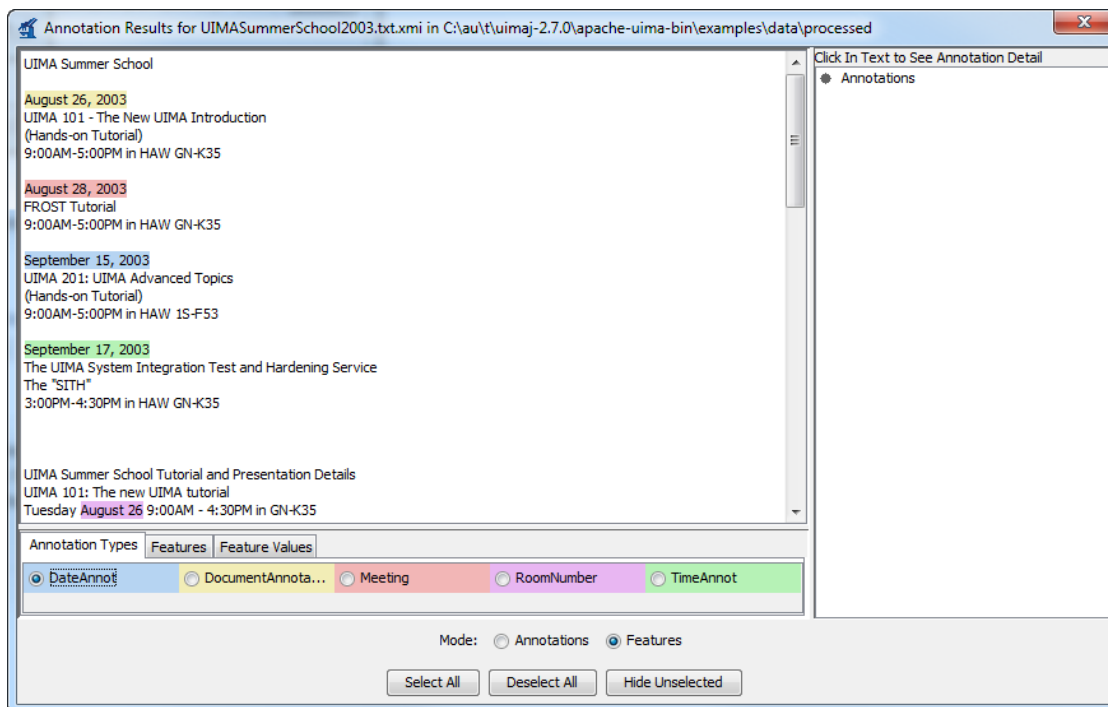 Annotation Results for UIMASummerSchool2003.txt.xmi in C:\au\t\uimaj-2.7.0\apache-uima-bin\examples\data\processed
UIMA Summer School
August 26, 2003
UIMA 101 - The New UIMA Introduction
(Hands-on Tutorial)
9:00AM-5:00PM in HAW GN-K35
August 28, 2003
FROST Tutorial
9:00AM-5:00PM in HAW GN-K35
September 15, 2003
UIMA 201: UIMA Advanced Topics
(Hands-on Tutorial)
9:00AM-5:00PM in HAW 1S-F53
September 17, 2003
The UIMA System Integration Test and Hardening Service
The "SITH"
3:00PM-4:30PM in HAW GN-K35
UIMA Summer School Tutorial and Presentation Details
UIMA 101: The new UIMA tutorial
Tuesday August 26 9:00AM - 4:30PM in GN-K35
Click In Text to See Annotation Detail
Annotations
Annotation Types Features Feature Values
DateAnnot DocumentAnnota... Meeting RoomNumber TimeAnnot
Mode: Annotations Features
Select All Deselect All Hide Unselected